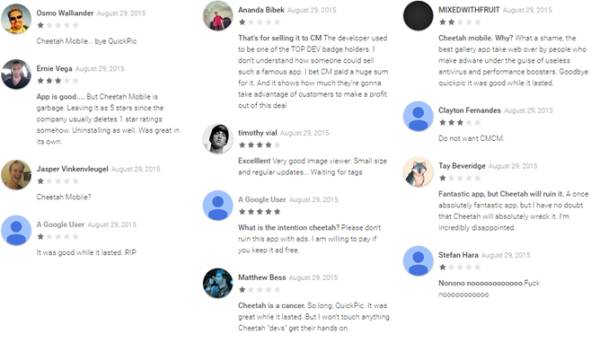 Osmo Walliander August 29, 2015
Cheetah Mobile... bye QuickPic
Ernie Vega August 29, 2015
App is good.... But Cheetah Mobile is
garbage. Leaving it as 5 stars since the
company usually deletes 1 star ratings
somehow. Uninstalling as well. Was great in
its own.
Jasper Vinkenvleugel August 29, 2015
Cheetah Mobile?
A Google User August 29, 2015
It was good while it lasted. RIP
Ananda Bibek August 29, 2015
That's for selling it to CM The developer used
to be one of the TOP DEV badge holders. I
don't understand how someone could sell
such a famous app. I bet CM paid a huge sum
for it. And it shows how much they're gonna
take advantage of customers to make a profit
out of this deal
timothy vial August 29, 2015
Excelllent Very good image viewer. Small size
and regular updates... Waiting for tags
A Google User August 29, 2015
What is the intention cheetah? Please don't
ruin this app with ads. I am willing to pay if
you keep it ad free.
Matthew Bess August 29, 2015
Cheetah is a cancer. So long, QuickPic. It was
great while it lasted. But I won't touch anything
Cheetah "devs" get their hands on.
MIXEDWITHFRUIT August 29, 2015
Cheetah mobile. Why? What a shame, the
best gallery app take web over by people who
make adware under the guise of useless
antivirus and performance boosters. Goodbye
quickpic it was good while it lasted.
Clayton Fernandes August 29, 2015
Do not want CMCM.
Tay Beveridge August 29, 2015
Fantastic app, but Cheetah will ruin it. A once
absolutely fantastic app, but I have no doubt
that Cheetah will absolutely wreck it. I'm
incredibly disappointed.
Stefan Hara August 29, 2015
Nonono noooooooooooo Fuck
nooooooooooo